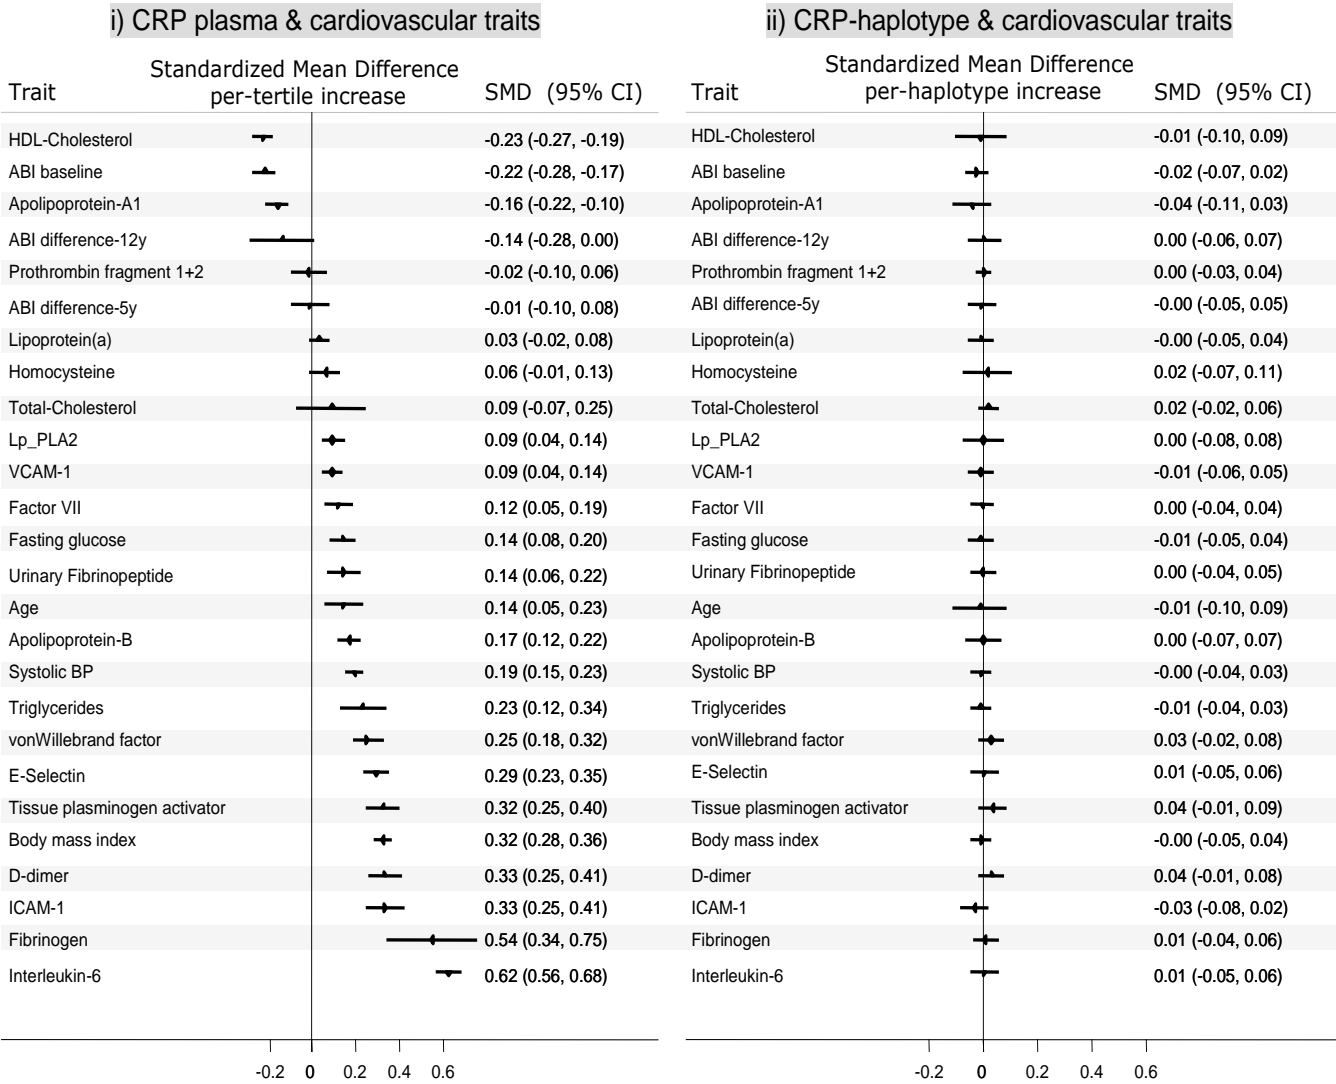 i) CRP plasma & cardiovascular traits
Trait
Standardized Mean Difference
per-tertile increase
SMD (95% CI)
HDL-Cholesterol -0.23 (-0.27, -0.19)
ABI baseline -0.22 (-0.28, -0.17)
Apolipoprotein-A1 -0.16 (-0.22, -0.10)
ABI difference-12y -0.14 (-0.28, 0.00)
Prothrombin fragment 1+2 -0.02 (-0.10, 0.06)
ABI difference-5y -0.01 (-0.10, 0.08)
Lipoprotein(a) 0.03 (-0.02, 0.08)
Homocysteine 0.06 (-0.01, 0.13)
Total-Cholesterol 0.09 (-0.07, 0.25)
Lp_PLA2 0.09 (0.04, 0.14)
VCAM-1 0.09 (0.04, 0.14)
Factor VII 0.12 (0.05, 0.19)
Fasting glucose 0.14 (0.08, 0.20)
Urinary Fibrinopeptide 0.14 (0.06, 0.22)
Age 0.14 (0.05, 0.23)
Apolipoprotein-B 0.17 (0.12, 0.22)
Systolic BP 0.19 (0.15, 0.23)
Triglycerides 0.23 (0.12, 0.34)
vonWillebrand factor 0.25 (0.18, 0.32)
E-Selectin 0.29 (0.23, 0.35)
Tissue plasminogen activator 0.32 (0.25, 0.40)
Body mass index 0.32 (0.28, 0.36)
D-dimer 0.33 (0.25, 0.41)
ICAM-1 0.33 (0.25, 0.41)
Fibrinogen 0.54 (0.34, 0.75)
Interleukin-6 0.62 (0.56, 0.68)
-0.2 0 0.2 0.4 0.6
ii) CRP-haplotype & cardiovascular traits
Trait
Standardized Mean Difference
per-haplotype increase
SMD (95% CI)
HDL-Cholesterol -0.01 (-0.10, 0.09)
ABI baseline -0.02 (-0.07, 0.02)
Apolipoprotein-A1 -0.04 (-0.11, 0.03)
ABI difference-12y 0.00 (-0.06, 0.07)
Prothrombin fragment 1+2 0.00 (-0.03, 0.04)
ABI difference-5y -0.00 (-0.05, 0.05)
Lipoprotein(a) -0.00 (-0.05, 0.04)
Homocysteine 0.02 (-0.07, 0.11)
Total-Cholesterol 0.02 (-0.02, 0.06)
Lp_PLA2 0.00 (-0.08, 0.08)
VCAM-1 -0.01 (-0.06, 0.05)
Factor VII 0.00 (-0.04, 0.04)
Fasting glucose -0.01 (-0.05, 0.04)
Urinary Fibrinopeptide 0.00 (-0.04, 0.05)
Age -0.01 (-0.10, 0.09)
Apolipoprotein-B 0.00 (-0.07, 0.07)
Systolic BP -0.00 (-0.04, 0.03)
Triglycerides -0.01 (-0.04, 0.03)
vonWillebrand factor 0.03 (-0.02, 0.08)
E-Selectin 0.01 (-0.05, 0.06)
Tissue plasminogen activator 0.04 (-0.01, 0.09)
Body mass index -0.00 (-0.05, 0.04)
D-dimer 0.04 (-0.01, 0.08)
ICAM-1 -0.03 (-0.08, 0.02)
Fibrinogen 0.01 (-0.04, 0.06)
Interleukin-6 0.01 (-0.05, 0.06)
-0.2 0 0.2 0.4 0.6